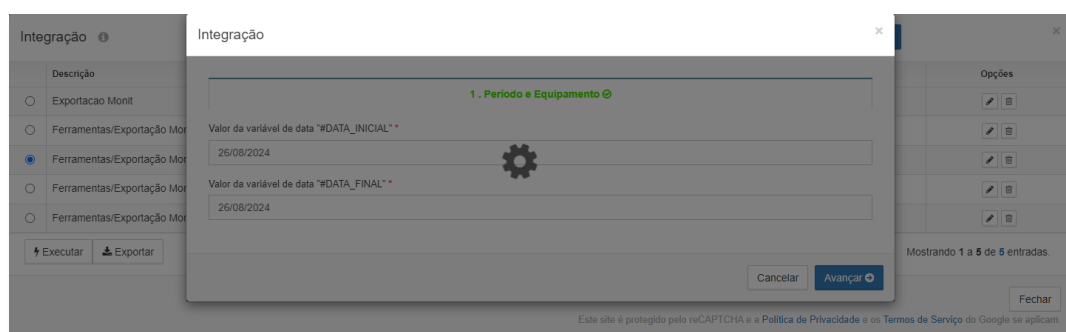 Integração
Integração
Descrição
Opções
1 . Período e Equipamento
Exportacao Monit
Ferramentas/Exportação Mor
Valor da variável de data "#DATA_INICIAL" *
26/08/2024
Ferramentas/Exportação Mor
Valor da variável de data "#DATA_FINAL" *
Ferramentas/Exportação Mor
26/08/2024
Ferramentas/Exportação Mor
Executar Exportar
Mostrando 1 a 5 de 5 entradas.
Cancelar Avançar
Fechar
Este site é protegido pelo reCAPTCHA e a Política de Privacidade e os Termos de Serviço do Google se aplicam.